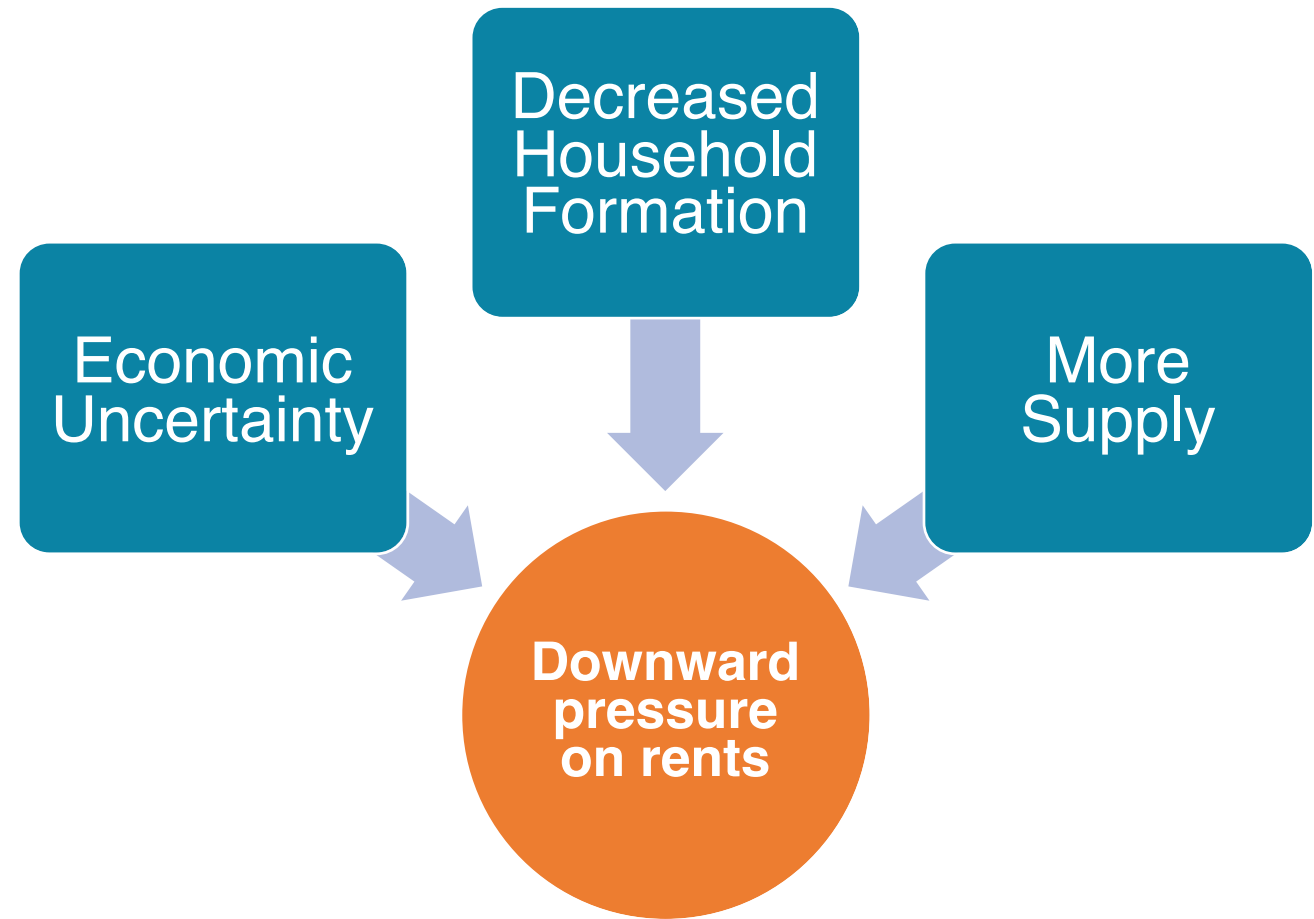 Decreased
Household
Formation
Economic
Uncertainty
More
Supply
Downward
pressure
on rents